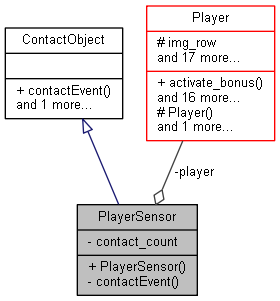 Player
# img_row
and 17 more...
+ activate_bonus()
and 16 more...
# Player()
and 1 more...
ContactObject
+ contactEvent()
and 1 more...
-player
PlayerSensor
- contact_count
+ PlayerSensor()
- contactEvent()